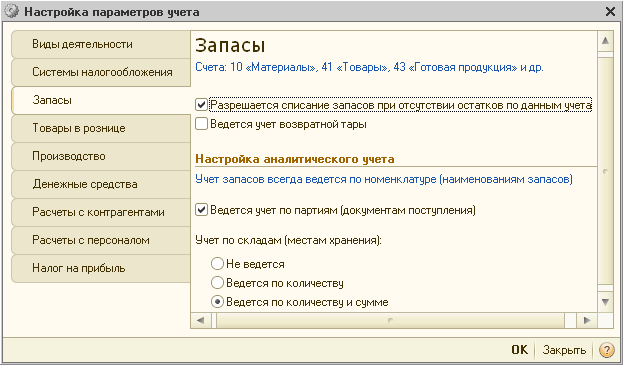 Настройка параметров учета
Виды деятельности
Системы налогообложения
Запасы
Товары в рознице
Производство
Денежные средства
Расчеты с контрагентами
Расчеты с персоналом
Налог на прибыль
Запасы
Счета: 10 «Материалы», 41 «Товары», 43 «Готовая продукция» и др.
Разрешается списание запасов при отсутствии остатков по данным учета
Ведется учет возвратной тары
Настройка аналитического учета
Учет запасов всегда ведется по номенклатуре (наименованиям запасов)
Ведется учет по партиям (документам поступления)
Учет по складам (местам хранения):
Не ведется
Ведется по количеству
Ведется по количеству и сумме
OK Закрыть ?